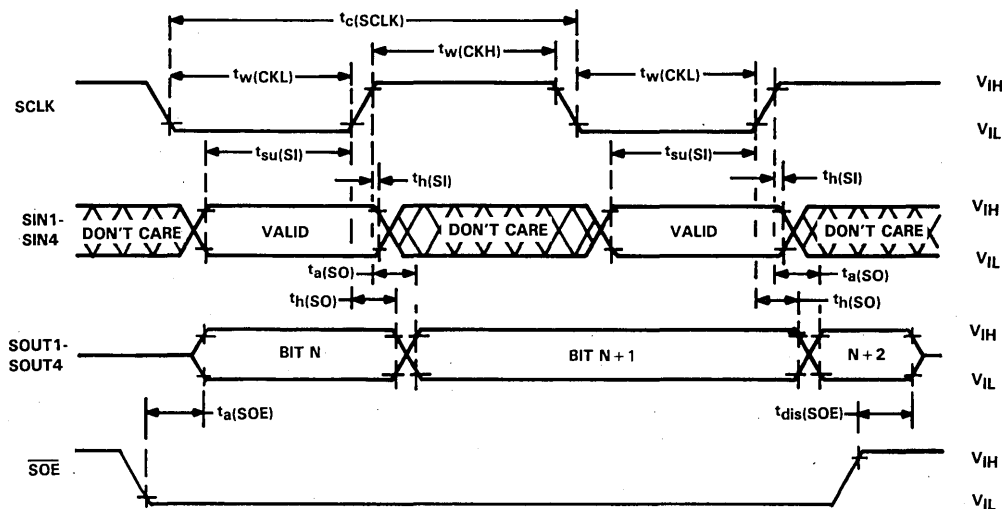 tc(SCLK)
tw(CKH)
tw(CKL)
tw(CKL)
SCLK
VIH
VIL
tsu(SI)
tsu(SI)
th(SI)
th(SI)
SIN1-
SIN4
DON'T CARE
VALID
DON'T CARE
VALID
DON'T CARE
VIH
VIL
ta(SO)
ta(SO)
th(SO)
th(SO)
SOUT1-
SOUT4
BIT N
BIT N+1
N+2
VIH
VIL
ta(SOE)
tdis(SOE)
SOE
VIH
VIL